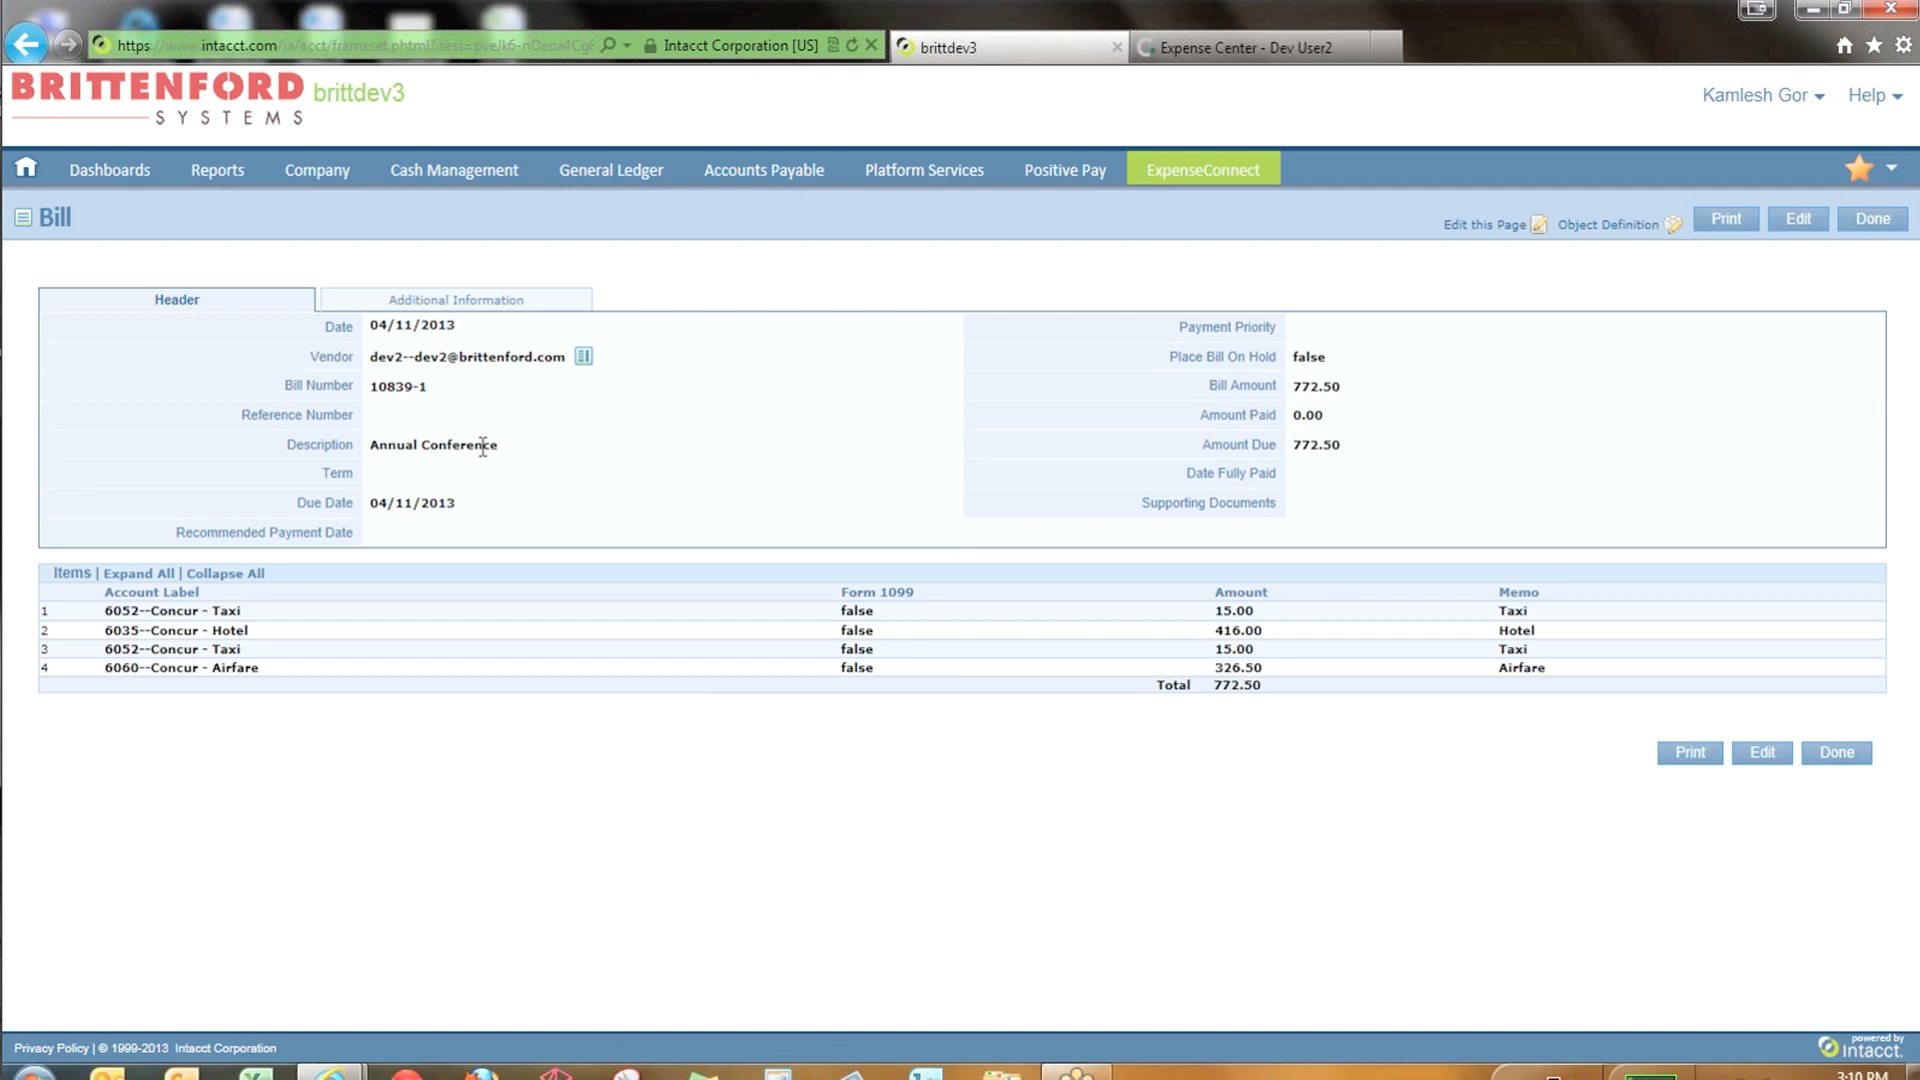 intacct.com
Intacct Corporation [US]
brittdev3
Expense Center - Dev User2
BRITTENFORD
SYSTEMS
brittdev3
Kamlesh Gor
Help
Dashboards
Reports
Company
Cash Management
General Ledger
Accounts Payable
Platform Services
Positive Pay
ExpenseConnect
Bill
Edit this Page
Object Definition
Print
Edit
Done
Header
Additional Information
Date 04/11/2013
Vendor dev2--dev2@brittenford.com
Bill Number 10839-1
Reference Number
Description Annual Conference
Term
Due Date 04/11/2013
Recommended Payment Date
Payment Priority
Place Bill On Hold false
Bill Amount 772.50
Amount Paid 0.00
Amount Due 772.50
Date Fully Paid
Supporting Documents
Items | Expand All | Collapse All
Account Label Form 1099 Amount Memo
1 6052--Concur - Taxi false 15.00 Taxi
2 6035--Concur - Hotel false 416.00 Hotel
3 6052--Concur - Taxi false 15.00 Taxi
4 6060--Concur - Airfare false 326.50 Airfare
Total 772.50
Print
Edit
Done
Privacy Policy | © 1999-2013 Intacct Corporation
powered by
Intacct.
3:10 PM